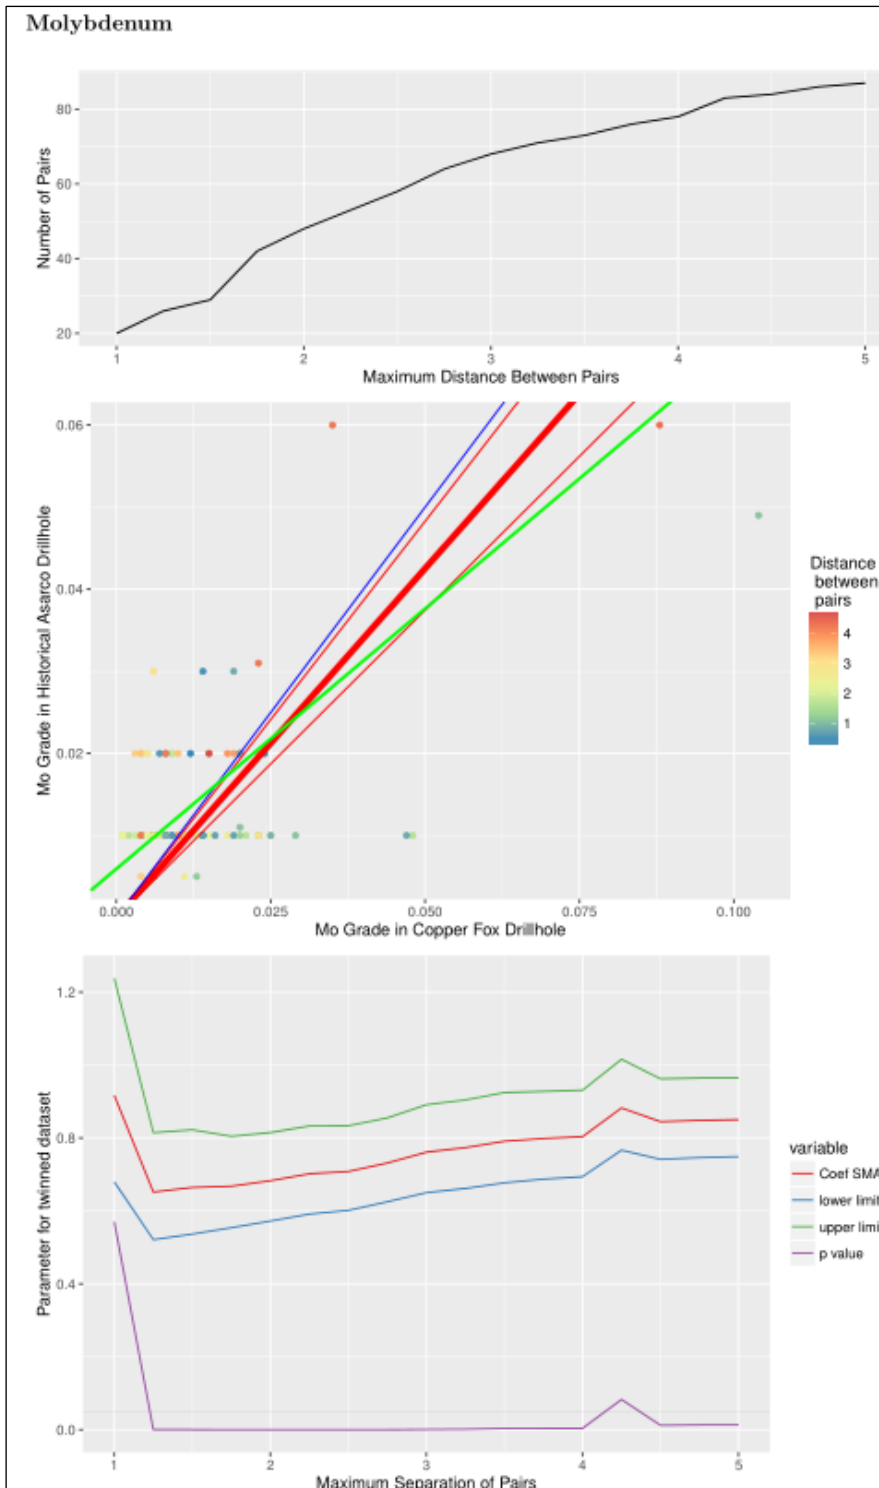 Molybdenum
80
60
40
20
Number of Pairs
1 2 3 4 5
Maximum Distance Between Pairs
0.06
0.04
0.02
Mo Grade in Historical Asarco Drillhole
0.000 0.025 0.050 0.075 0.100
Mo Grade in Copper Fox Drillhole
Distance
between
pairs
4
3
2
1
1.2
0.8
0.4
0.0
Parameter for twinned dataset
1 2 3 4 5
Maximum Separation of Pairs
variable
Coef SMA
lower limit
upper limi
p value